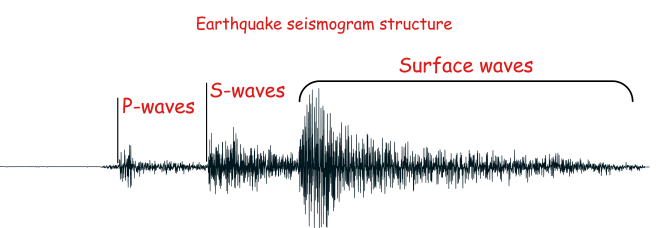 Earthquake seismogram structure
Surface waves
S-waves
P-waves